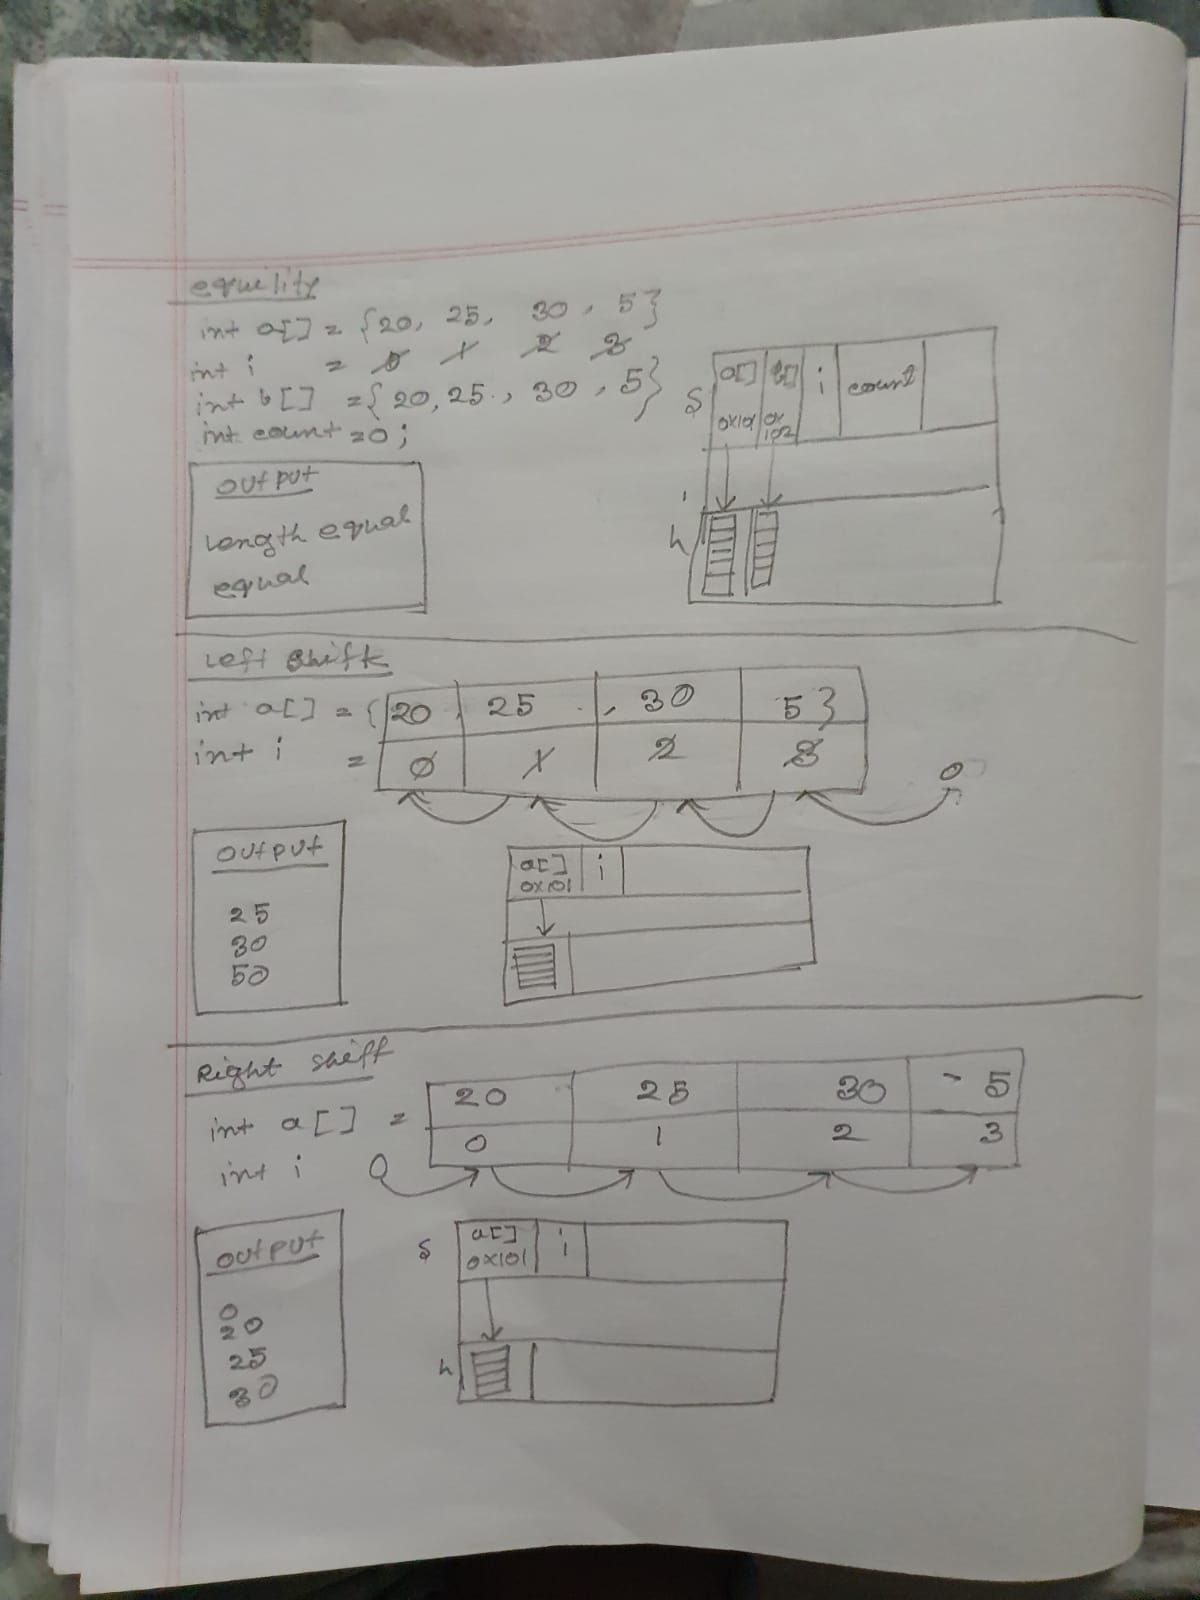 equility
int a[] = {20, 25, 30, 5}
int i = 0 1 2 3
int b[] = {20, 25, 30, 5}
int count = 0;
output
Length equal
equal
S
a[] b[] i count
0x101 0x102
h
Left shift
int a[] = {20, 25, 30 5}
int i = 0 1 2 3
0
output
25
30
50
a[] i
0x101
Right shiff
int a[] = 20 25 30 5
0 1 2 3
int i 0
output
0
20
25
30
S
a[] i
0x101
h